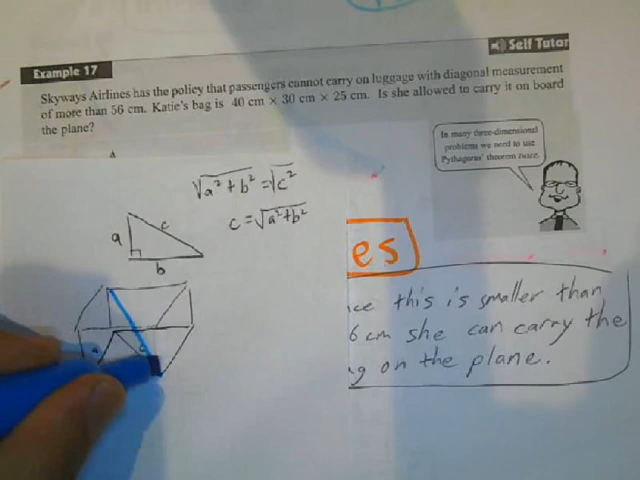 Self Tutor
Example 17
Skyways Airlines has the policy that passengers cannot carry on luggage with diagonal measurement
of more than 56 cm. Katie's bag is 40 cm × 30 cm × 25 cm. Is she allowed to carry it on board
the plane?
In many three-dimensional
problems we need to use
Pythagoras' theorem twice.
√a² + b² = √c²
c = √a²+b²
a
c
b
es
this is smaller than
6 cm she can carry the
on the plane.